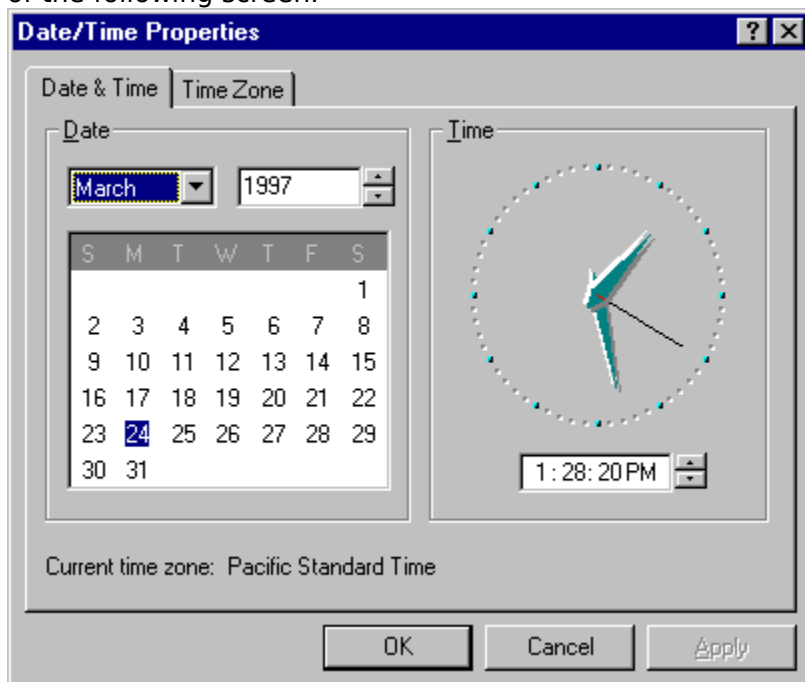 of the following screen:
Date/Time Properties ? ×
Date & Time Time Zone
Date
March 1997
S M T W T F S
1
2 3 4 5 6 7 8
9 10 11 12 13 14 15
16 17 18 19 20 21 22
23 24 25 26 27 28 29
30 31
Time
1:28:20 PM
Current time zone: Pacific Standard Time
OK Cancel Apply